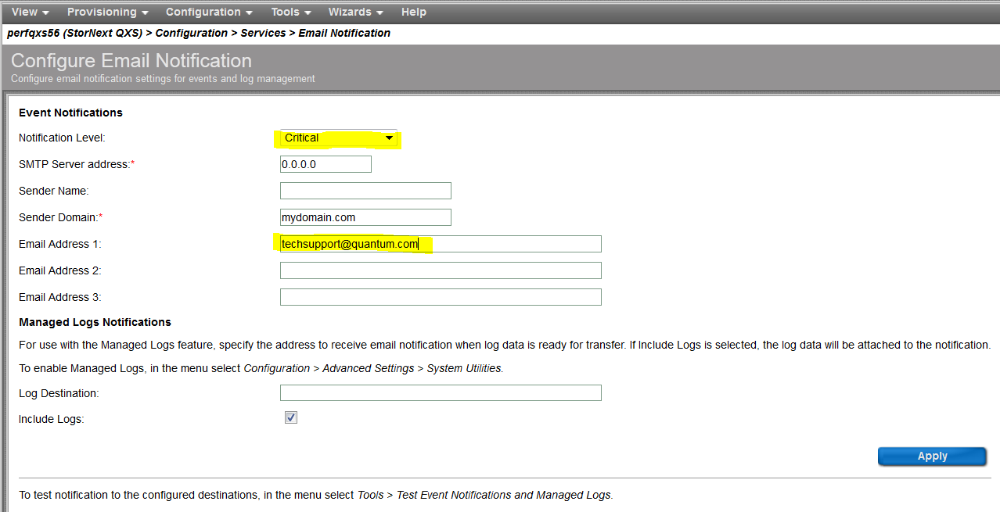 View Provisioning Configuration Tools Wizards Help
perfqxs56 (StorNext QXS) > Configuration > Services > Email Notification
Configure Email Notification
Configure email notification settings for events and log management
Event Notifications
Notification Level: Critical
SMTP Server address:* 0.0.0.0
Sender Name:
Sender Domain:* mydomain.com
Email Address 1: techsupport@quantum.com
Email Address 2:
Email Address 3:
Managed Logs Notifications
For use with the Managed Logs feature, specify the address to receive email notification when log data is ready for transfer. If Include Logs is selected, the log data will be attached to the notification.
To enable Managed Logs, in the menu select Configuration > Advanced Settings > System Utilities.
Log Destination:
Include Logs:
Apply
To test notification to the configured destinations, in the menu select Tools > Test Event Notifications and Managed Logs.